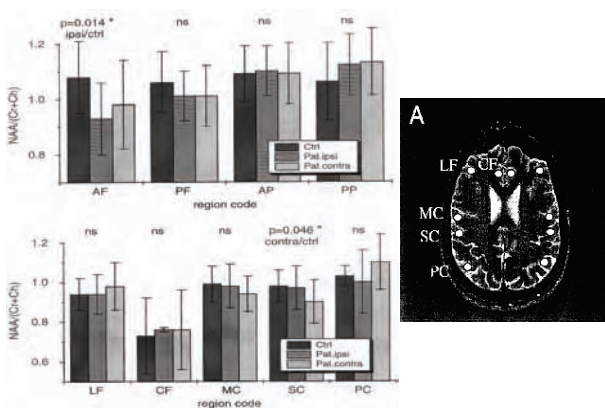 p=0.014 * ns ns ns
ipsi/ctrl
1.2
1.0
0.8
NAA/(Cr+Ch)
Ctrl
Pat.ipsi
Pat.contra
AF PF AP PP
region code
p=0.046 *
ns ns ns contra/ctrl ns
1.2
1.0
0.8
0.6
NAA/(Cr+Ch)
Ctrl
Pat.ipsi
Pat.contra
LF CF MC SC PC
region code
A
LF CF
MC
SC
PC